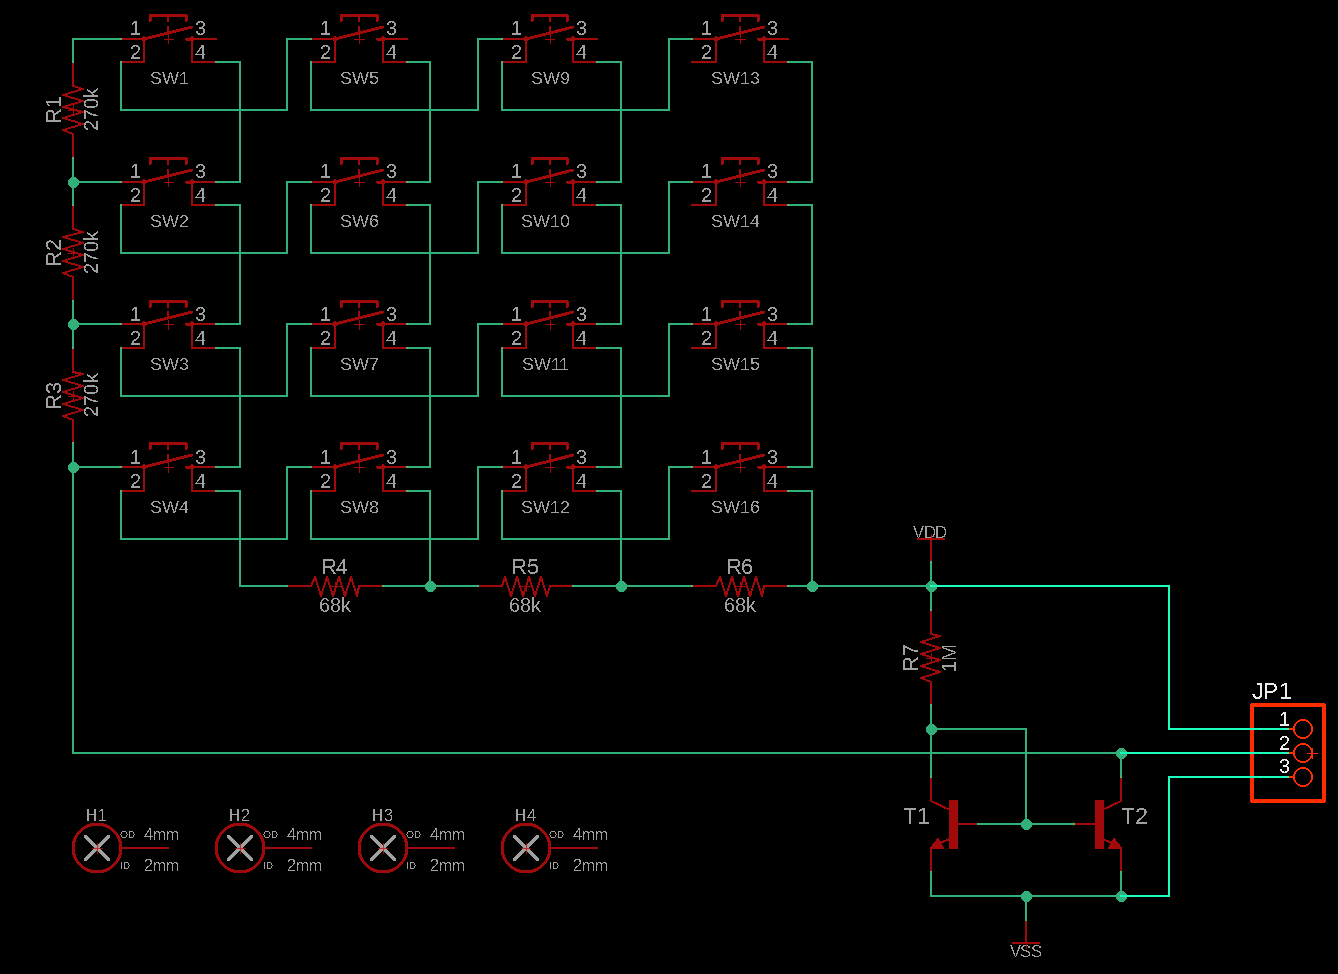 1 3 1 3 1 3 1 3
2 4 2 4 2 4 2 4
SW1 SW5 SW9 SW13
R1 270k
1 3 1 3 1 3 1 3
2 4 2 4 2 4 2 4
SW2 SW6 SW10 SW14
R2 270k
1 3 1 3 1 3 1 3
2 4 2 4 2 4 2 4
SW3 SW7 SW11 SW15
R3 270k
1 3 1 3 1 3 1 3
2 4 2 4 2 4 2 4
SW4 SW8 SW12 SW16
VDD
R4 R5 R6
68k 68k 68k
R7 1M
JP1
1
2
3
H1 H2 H3 H4
T1 T2
OD 4mm OD 4mm OD 4mm OD 4mm
ID 2mm ID 2mm ID 2mm ID 2mm
VSS